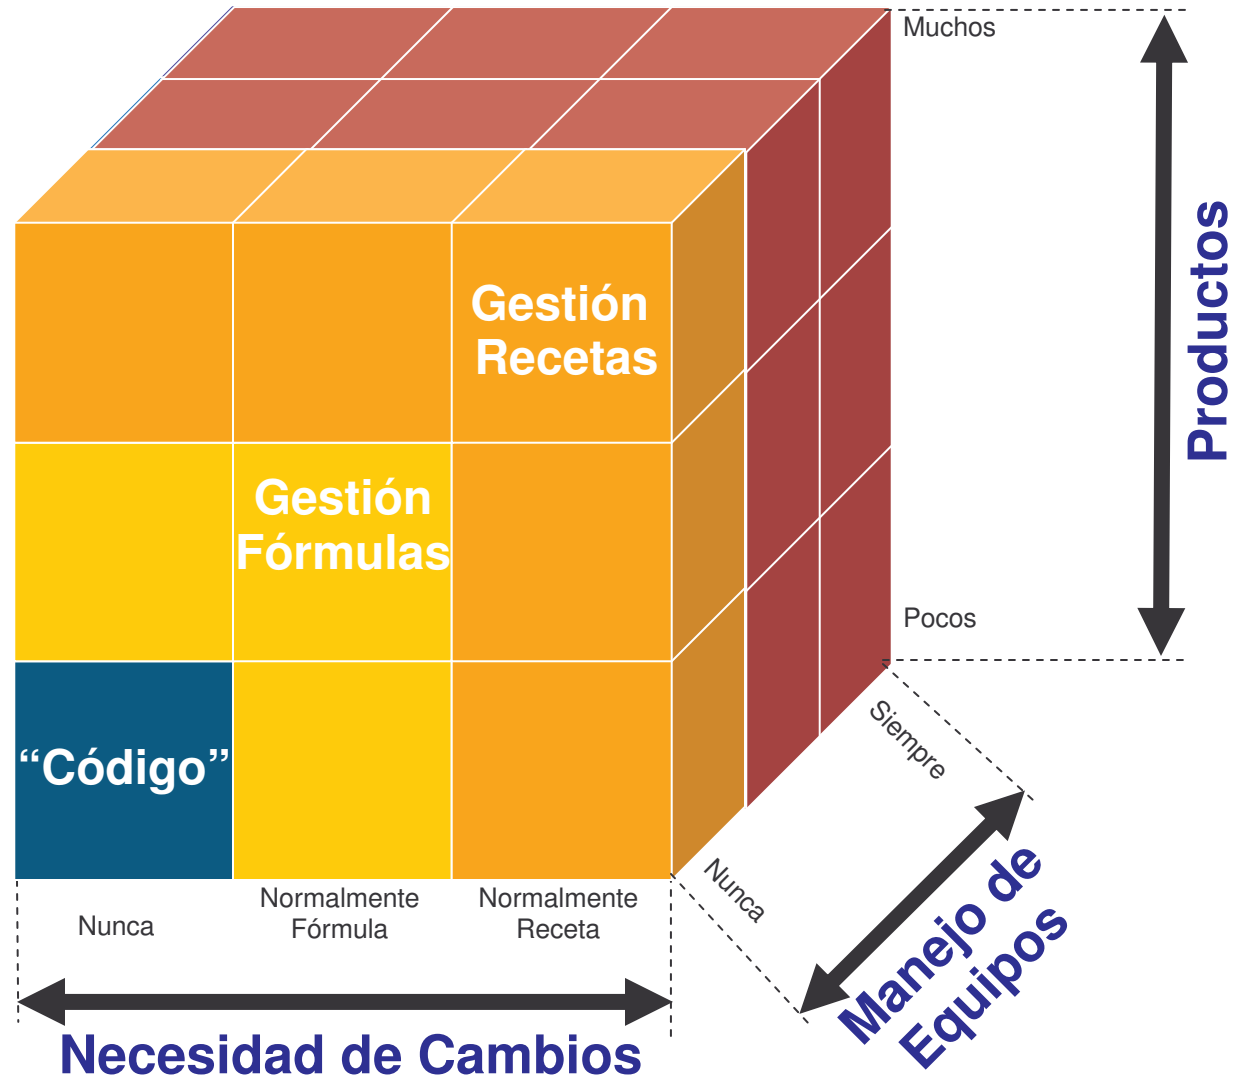 Muchos
Gestión
Recetas
Productos
Gestión
Fórmulas
Pocos
“Código”
Siempre
Nunca
Manejo de
Equipos
Nunca
Normalmente
Fórmula
Normalmente
Receta
Necesidad de Cambios